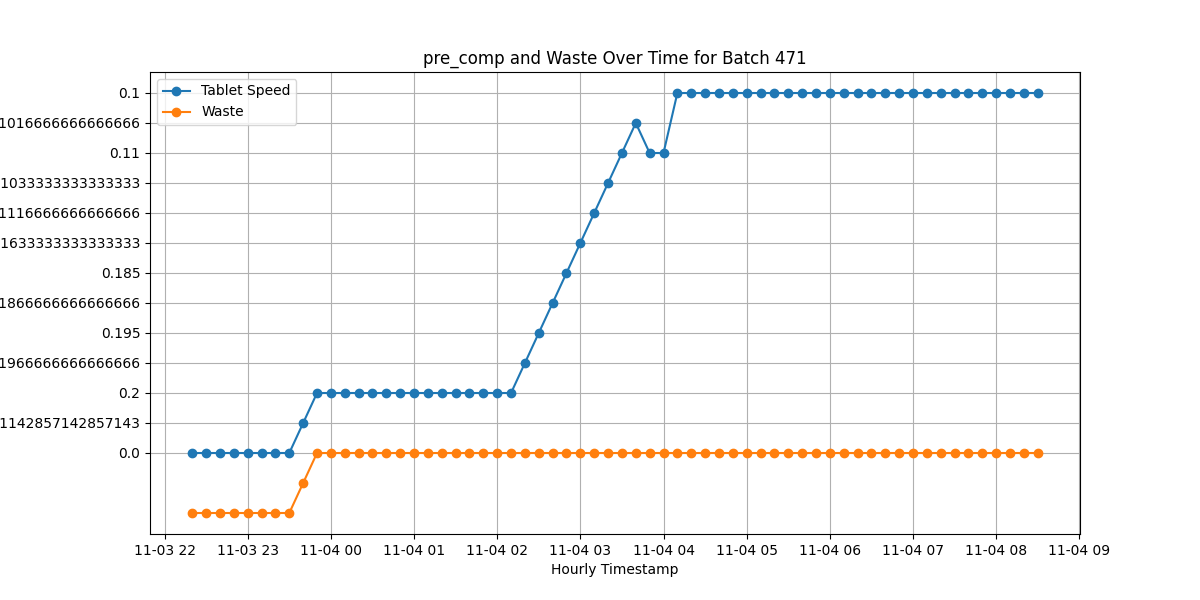 pre_comp and Waste Over Time for Batch 471
Tablet Speed
Waste
0.1
1016666666666666
0.11
1033333333333333
1116666666666666
1633333333333333
0.185
1866666666666666
0.195
1966666666666666
0.2
1142857142857143
0.0
11-03 22 11-03 23 11-04 00 11-04 01 11-04 02 11-04 03 11-04 04 11-04 05 11-04 06 11-04 07 11-04 08 11-04 09
Hourly Timestamp